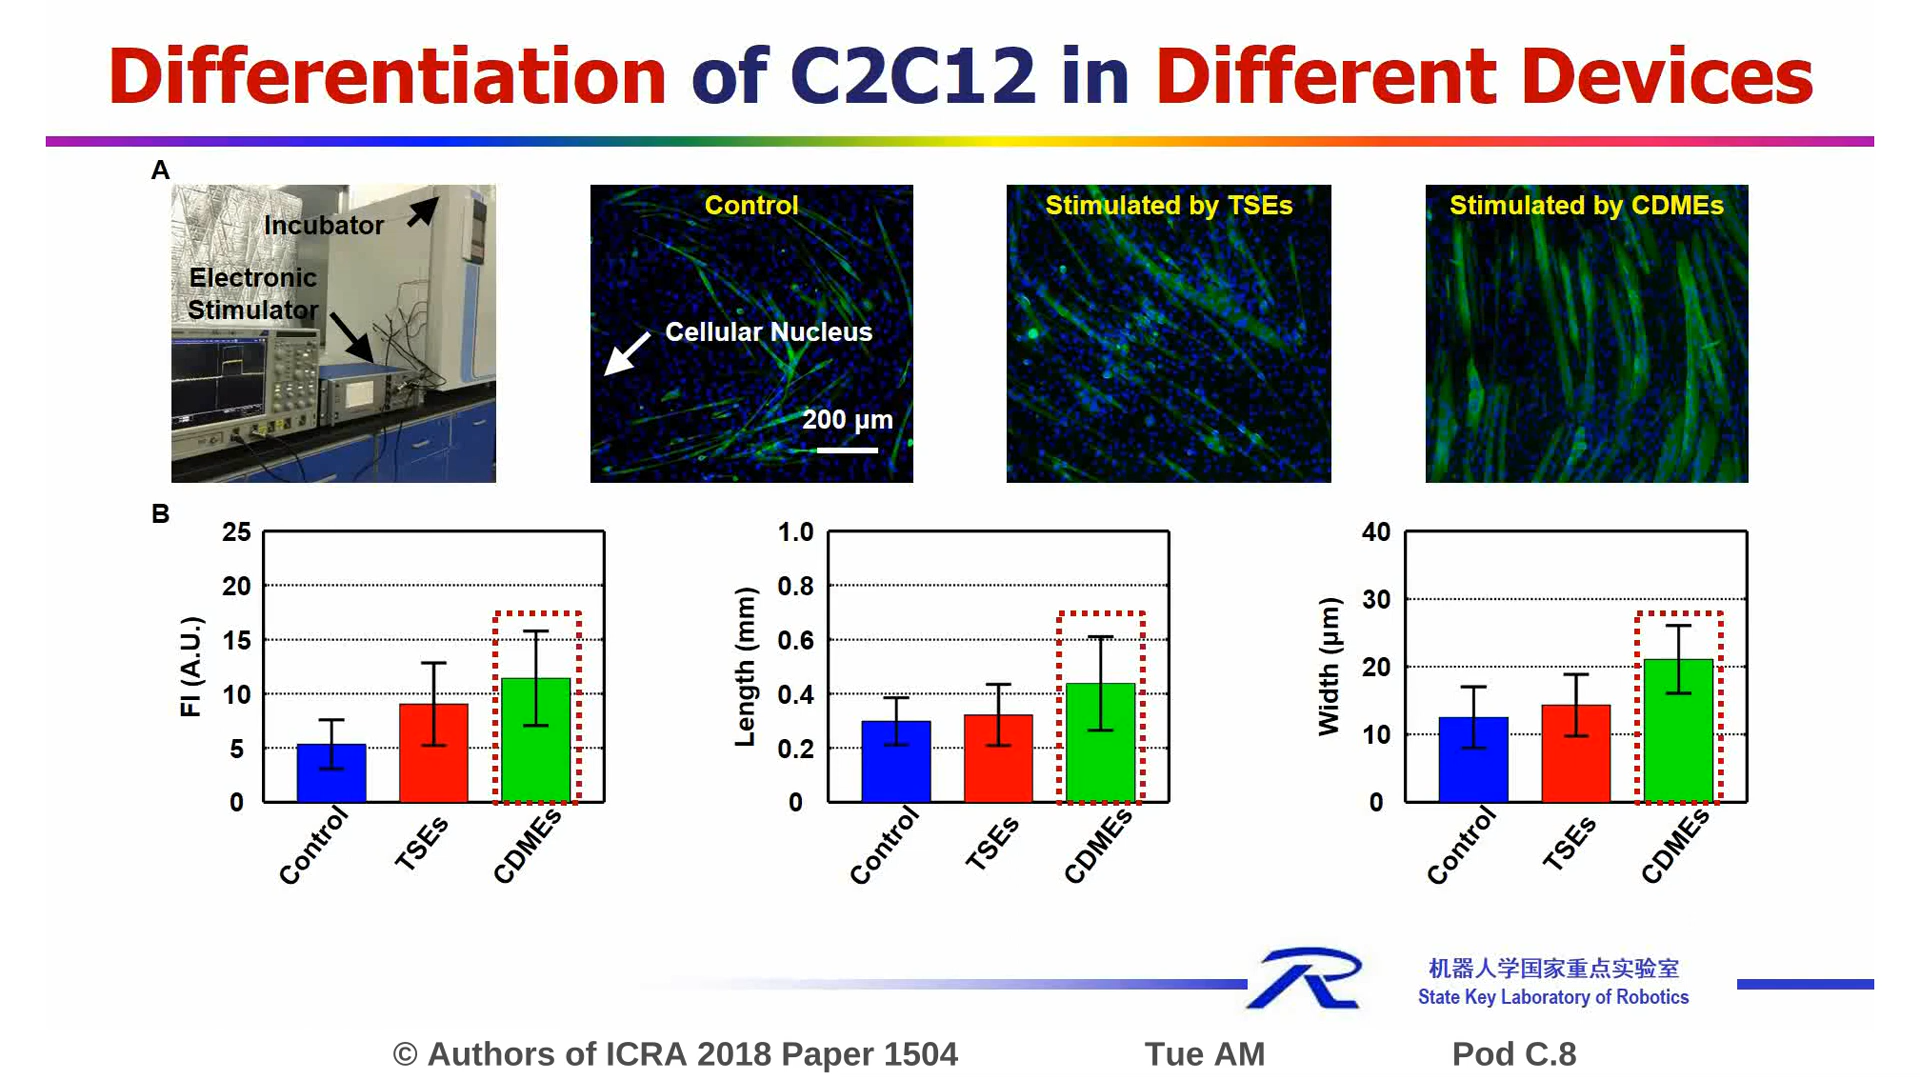 Differentiation of C2C12 in Different Devices
A
Incubator
Electronic
Stimulator
Control
Cellular Nucleus
200 µm
Stimulated by TSEs
Stimulated by CDMEs
B
FI (A.U.)
25
20
15
10
5
0
Control
TSEs
CDMEs
Length (mm)
1.0
0.8
0.6
0.4
0.2
0
Control
TSEs
CDMEs
Width (µm)
40
30
20
10
0
Control
TSEs
CDMEs
机器人学国家重点实验室
State Key Laboratory of Robotics
© Authors of ICRA 2018 Paper 1504 Tue AM Pod C.8